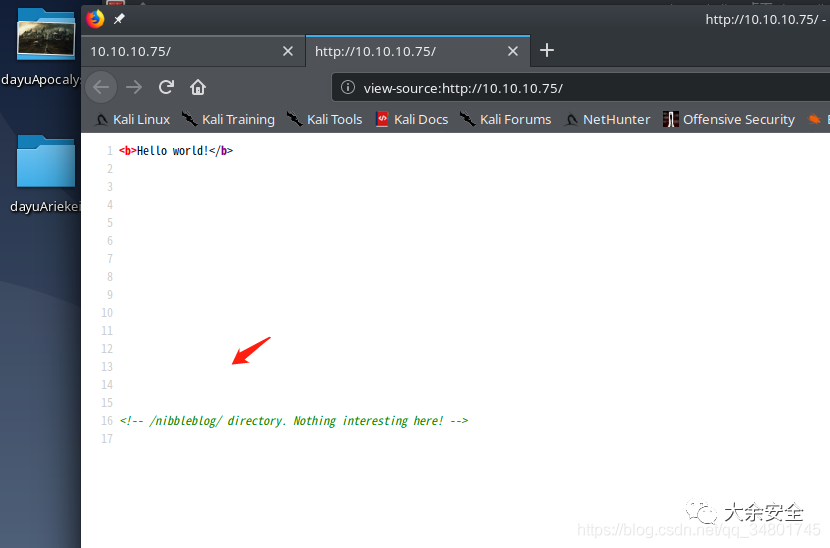 http://10.10.10.75/ -
10.10.10.75/
http://10.10.10.75/
view-source:http://10.10.10.75/
Kali Linux
Kali Training
Kali Tools
Kali Docs
Kali Forums
NetHunter
Offensive Security
dayuApocalys
dayuAriekei
1 <b>Hello world!</b>
2
3
4
5
6
7
8
9
10
11
12
13
14
15
16 <!-- /nibbleblog/ directory. Nothing interesting here! -->
17
大余安全
https://blog.csdn.net/qq_34801745